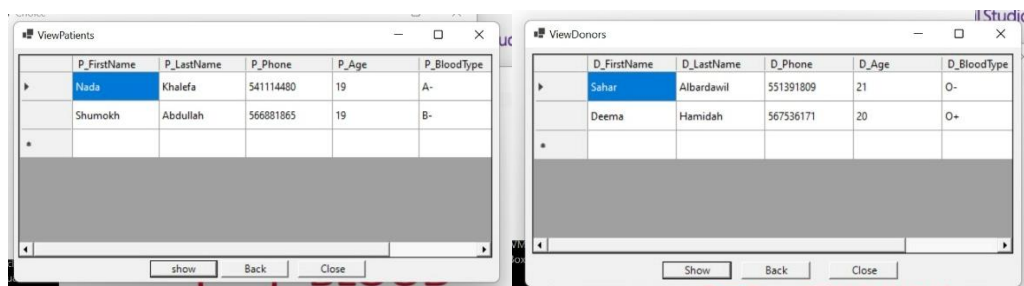 ViewPatients
P_FirstName P_LastName P_Phone P_Age P_BloodType
Nada Khalefa 541114480 19 A-
Shumokh Abdullah 566881865 19 B-
show Back Close
ViewDonors
D_FirstName D_LastName D_Phone D_Age D_BloodType
Sahar Albardawil 551391809 21 O-
Deema Hamidah 567536171 20 O+
Show Back Close